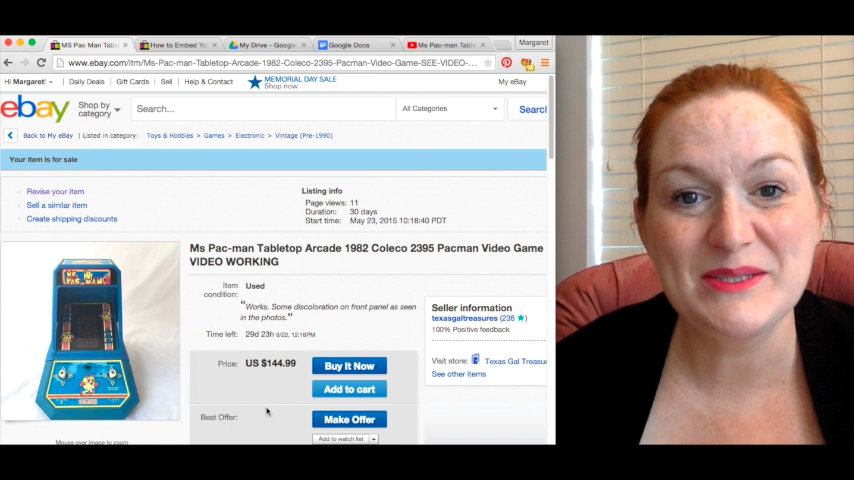 MS Pac Man Table
How to Embed You
My Drive - Google
Google Docs
Ms Pac-man Table
Margaret
www.ebay.com/itm/Ms-Pac-man-Tabletop-Arcade-1982-Coleco-2395-Pacman-Video-Game-SEE-VIDEO-...
Hi Margaret!
Daily Deals
Gift Cards
Sell
Help & Contact
MEMORIAL DAY SALE
Shop now
My eBay
ebay
Shop by
category
Search...
All Categories
Search
Back to My eBay | Listed in category: Toys & Hobbies > Games > Electronic > Vintage (Pre-1990)
Your item is for sale
Revise your item
Sell a similar item
Create shipping discounts
Listing info
Page views: 11
Duration: 30 days
Start time: May 23, 2015 10:18:40 PDT
Ms Pac-man Tabletop Arcade 1982 Coleco 2395 Pacman Video Game
VIDEO WORKING
Item
condition:
Used
"Works. Some discoloration on front panel as seen
in the photos."
Time left: 29d 23h 6/22, 12:18PM
Seller information
texasgaltreasures (236 ★)
100% Positive feedback
Visit store: Texas Gal Treasu
See other items
Price: US $144.99
Buy It Now
Add to cart
Best Offer:
Make Offer
Add to watch list
Mouse over image to zoom